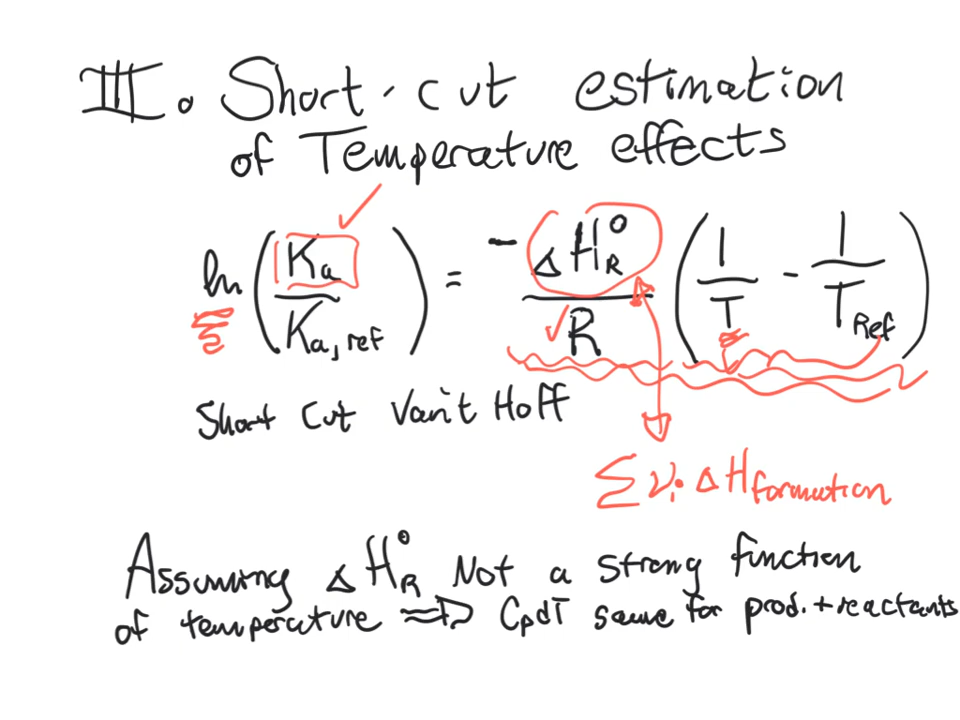 III. Short-cut estimation
of Temperature effects
ln (Ka / Ka, ref) = - ΔH°R / R (1/T - 1/TRef)
Short Cut Van't Hoff
Σ νi ΔHformation
Assuming ΔH°R Not a strong function
of temperature ⇒ CpdT same for prod. + reactants